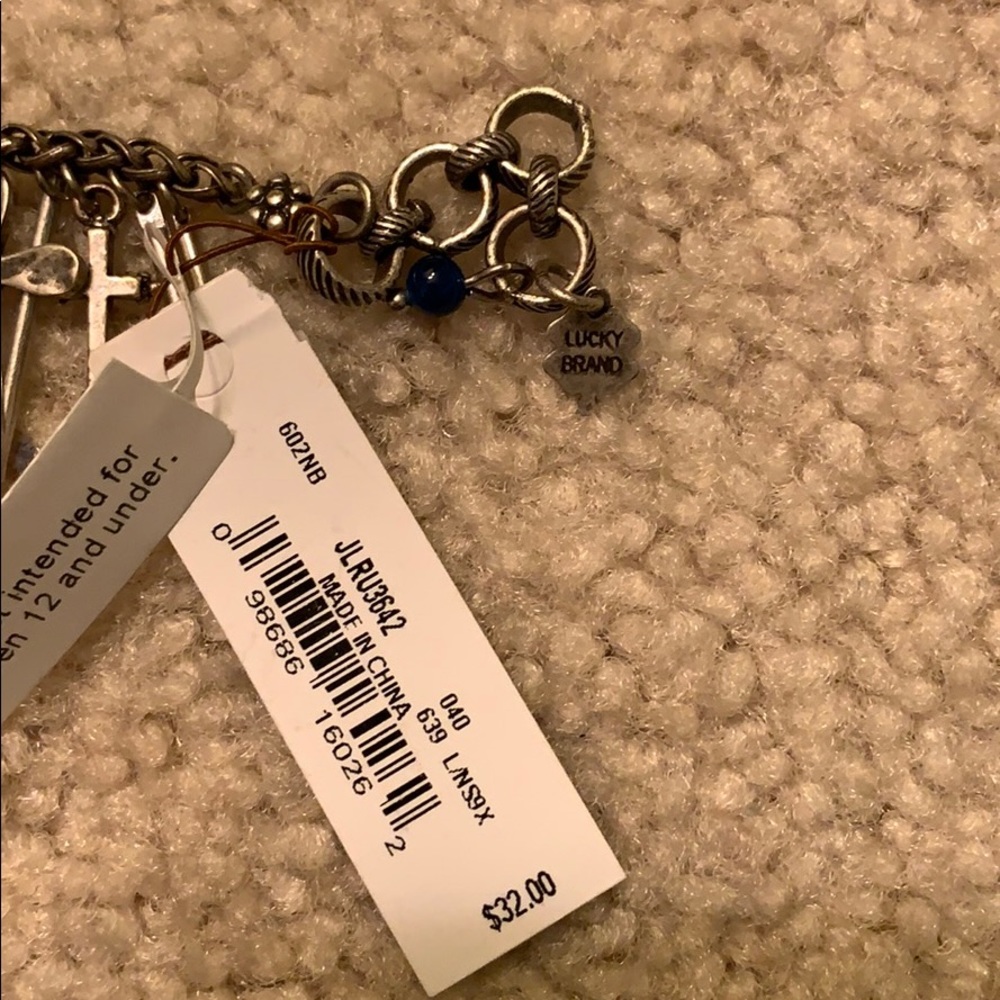 LUCKY
BRAND
602NB
JLRU3642
MADE IN CHINA
040
639 L/NS9X
0 98686 16026 2
$32.00
intended for
12 and under.